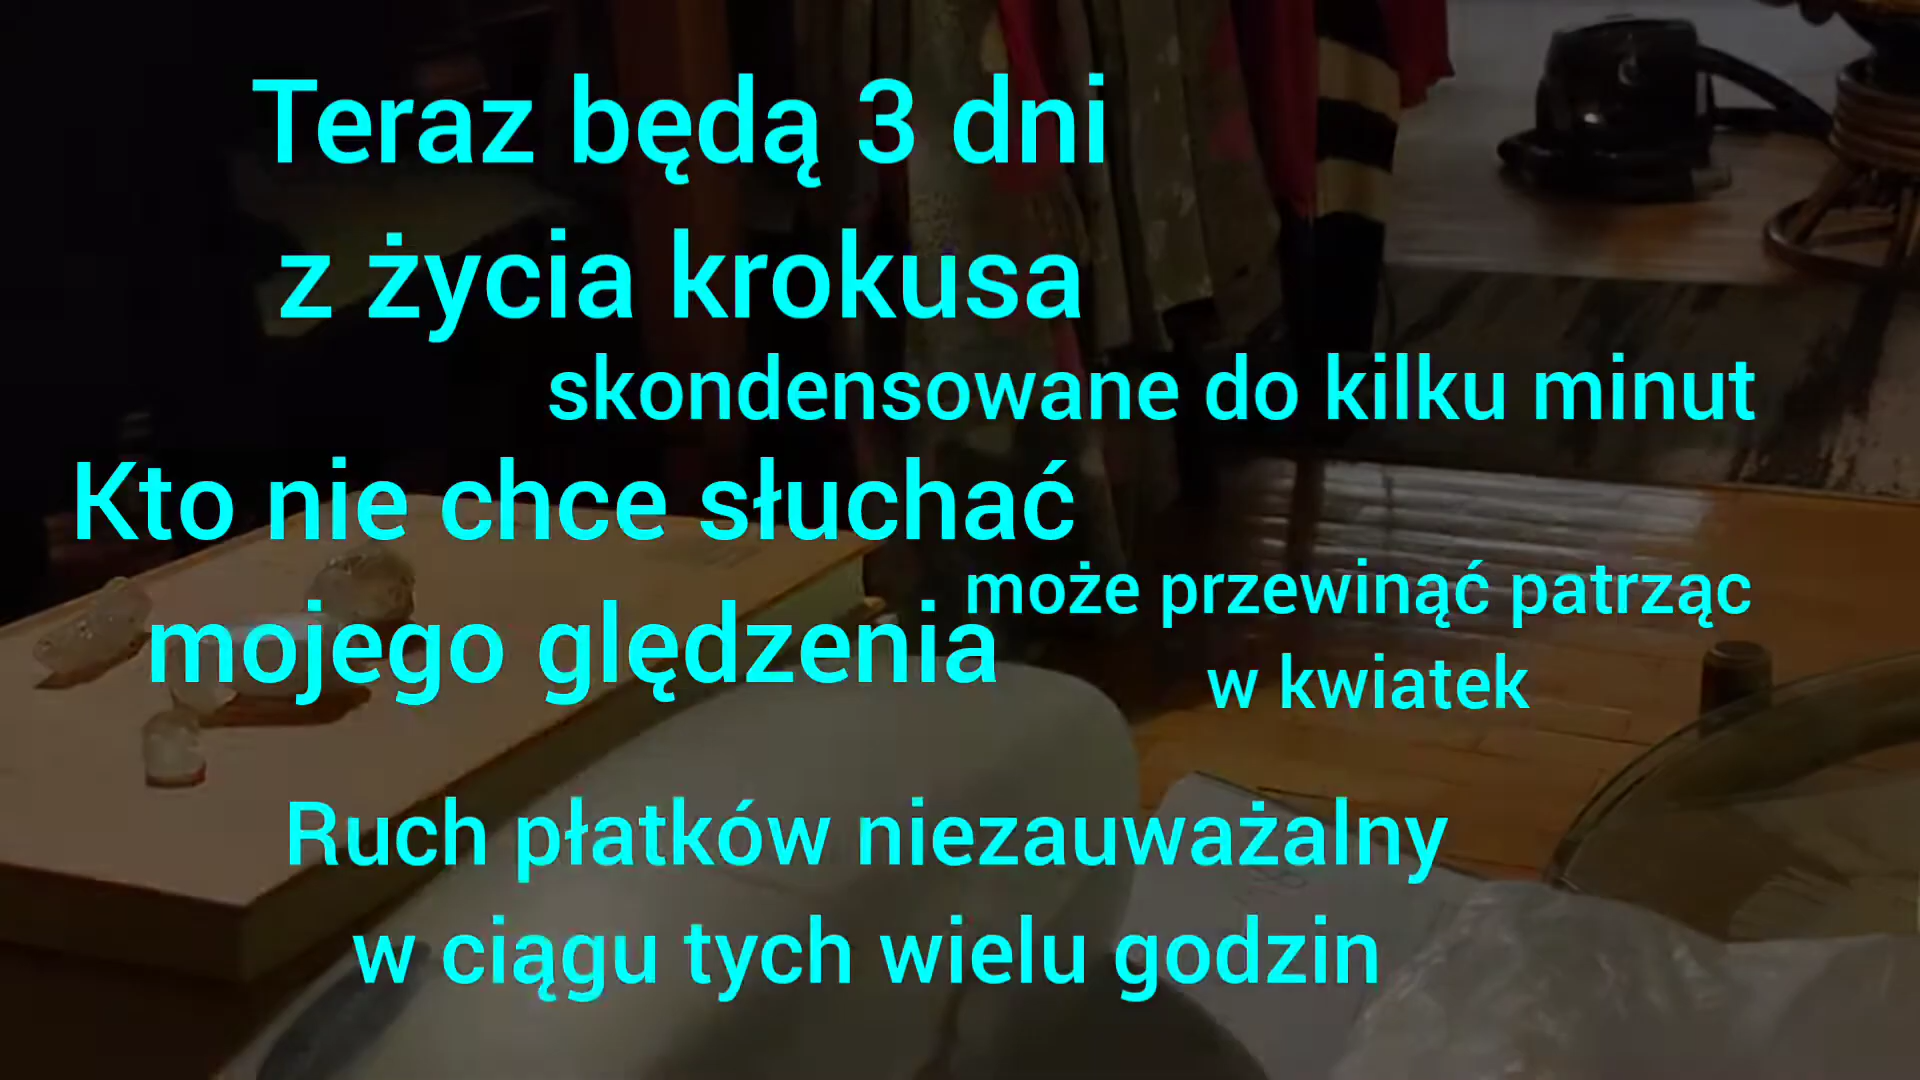 Teraz będą 3 dni
z życia krokusa
skondensowane do kilku minut
Kto nie chce słuchać
mojego ględzenia
może przewinąć patrząc
w kwiatek
Ruch płatków niezauważalny
w ciągu tych wielu godzin